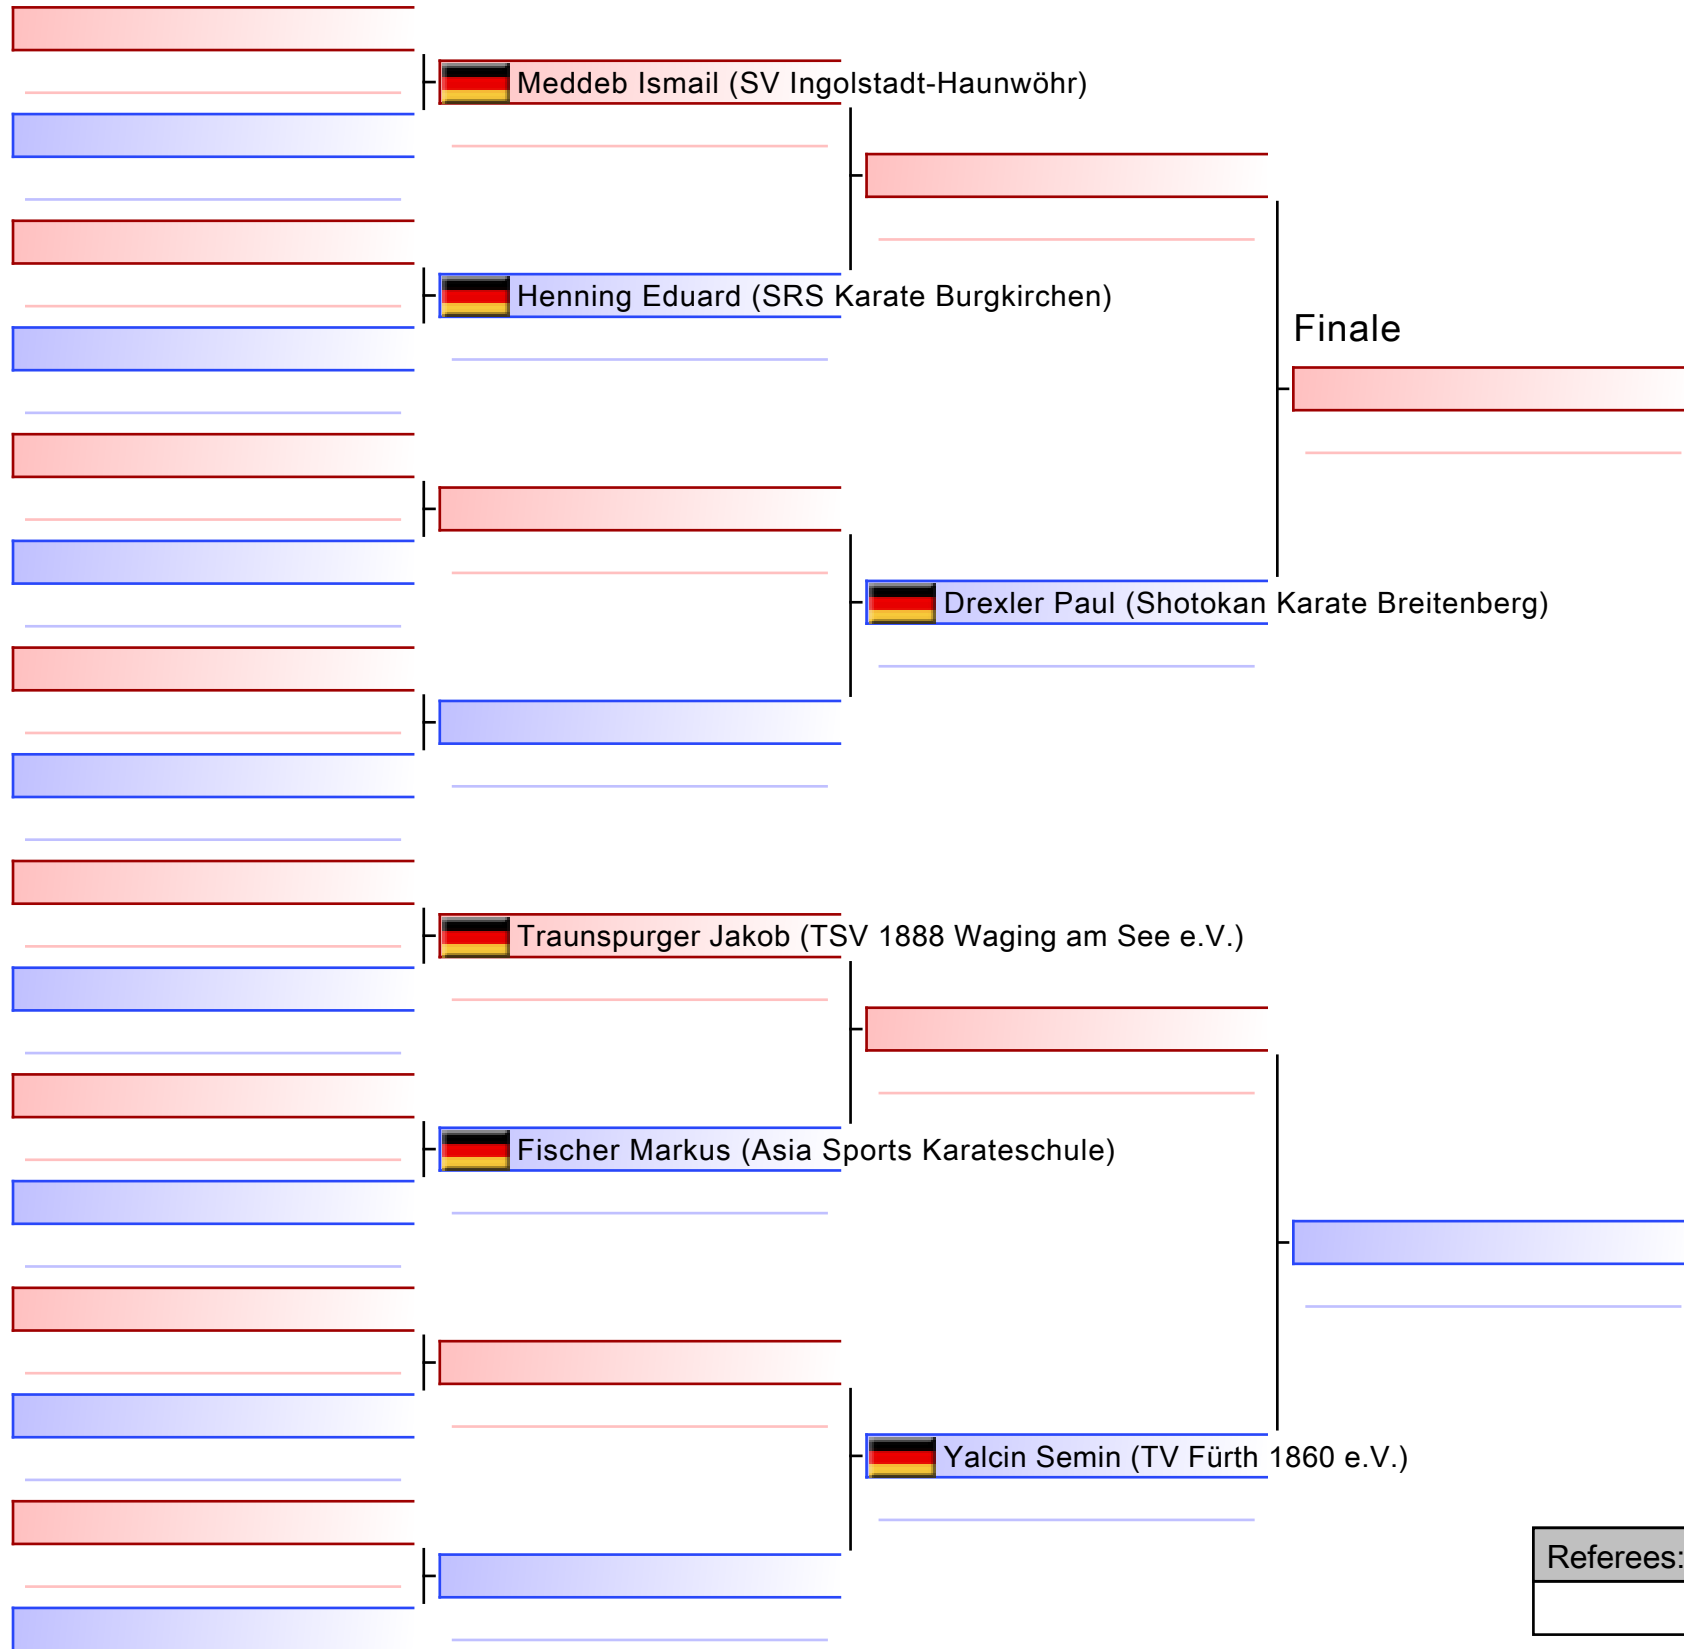 Meddeb Ismail (SV Ingolstadt-Haunwöhr)
Henning Eduard (SRS Karate Burgkirchen)
Finale
Drexler Paul (Shotokan Karate Breitenberg)
Traunspurger Jakob (TSV 1888 Waging am See e.V.)
Fischer Markus (Asia Sports Karateschule)
Yalcin Semin (TV Fürth 1860 e.V.)
Referees: